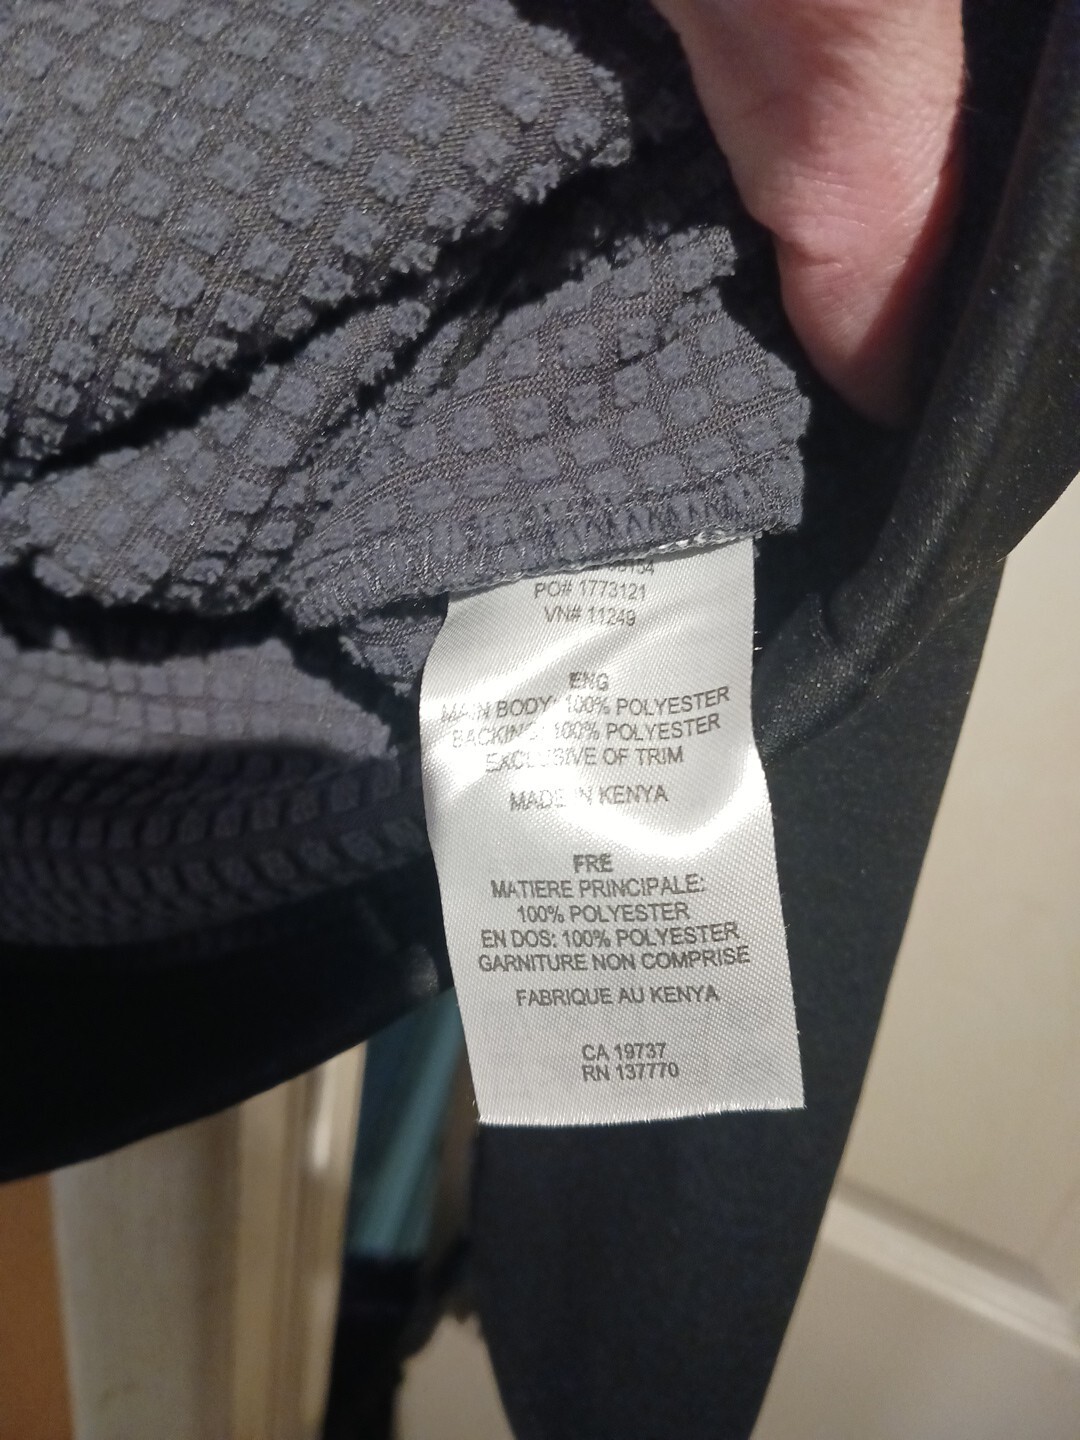 PO# 1773121
VN# 11249
ENG
MAIN BODY: 100% POLYESTER
BACKING: 100% POLYESTER
EXCLUSIVE OF TRIM
MADE IN KENYA
FRE
MATIERE PRINCIPALE:
100% POLYESTER
EN DOS: 100% POLYESTER
GARNITURE NON COMPRISE
FABRIQUE AU KENYA
CA 19737
RN 137770